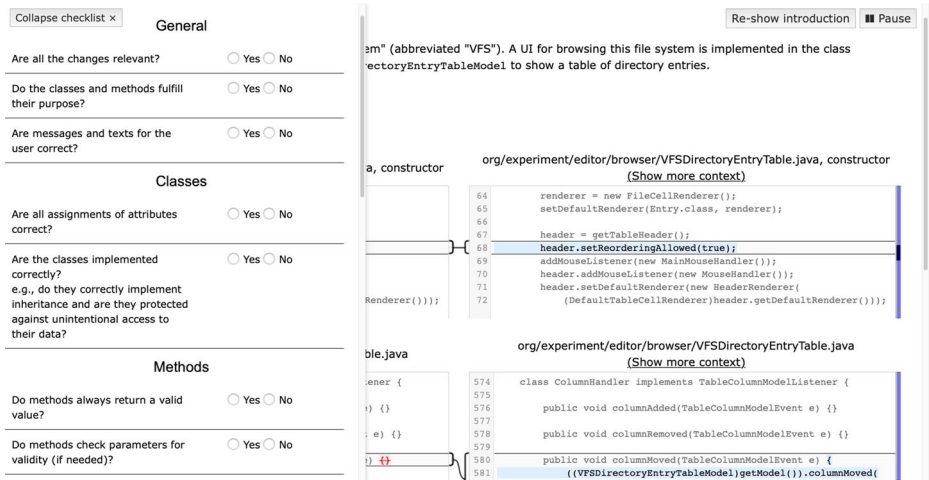 Collapse checklist ×
General
Are all the changes relevant?
Yes No
Do the classes and methods fulfill
their purpose?
Yes No
Are messages and texts for the
user correct?
Yes No
Classes
Are all assignments of attributes
correct?
Yes No
Are the classes implemented
correctly?
e.g., do they correctly implement
inheritance and are they protected
against unintentional access to
their data?
Yes No
Methods
Do methods always return a valid
value?
Yes No
Do methods check parameters for
validity (if needed)?
Yes No
Re-show introduction
Pause
em" (abbreviated "VFS"). A UI for browsing this file system is implemented in the class
rectoryEntryTableModel to show a table of directory entries.
a, constructor
Renderer()));
org/experiment/editor/browser/VFSDirectoryEntryTable.java, constructor
(Show more context)
64 renderer = new FileCellRenderer();
65 setDefaultRenderer(Entry.class, renderer);
66
67 header = getTableHeader();
68 header.setReorderingAllowed(true);
69 addMouseListener(new MainMouseHandler());
70 header.addMouseListener(new MouseHandler());
71 header.setDefaultRenderer(new HeaderRenderer(
72 (DefaultTableCellRenderer)header.getDefaultRenderer()));
ble.java
ener {
) {}
e) {}
) {}
org/experiment/editor/browser/VFSDirectoryEntryTable.java
(Show more context)
574 class ColumnHandler implements TableColumnModelListener {
575
576 public void columnAdded(TableColumnModelEvent e) {}
577
578 public void columnRemoved(TableColumnModelEvent e) {}
579
580 public void columnMoved(TableColumnModelEvent e) {
581 ((VFSDirectoryEntryTableModel)getModel()).columnMoved(